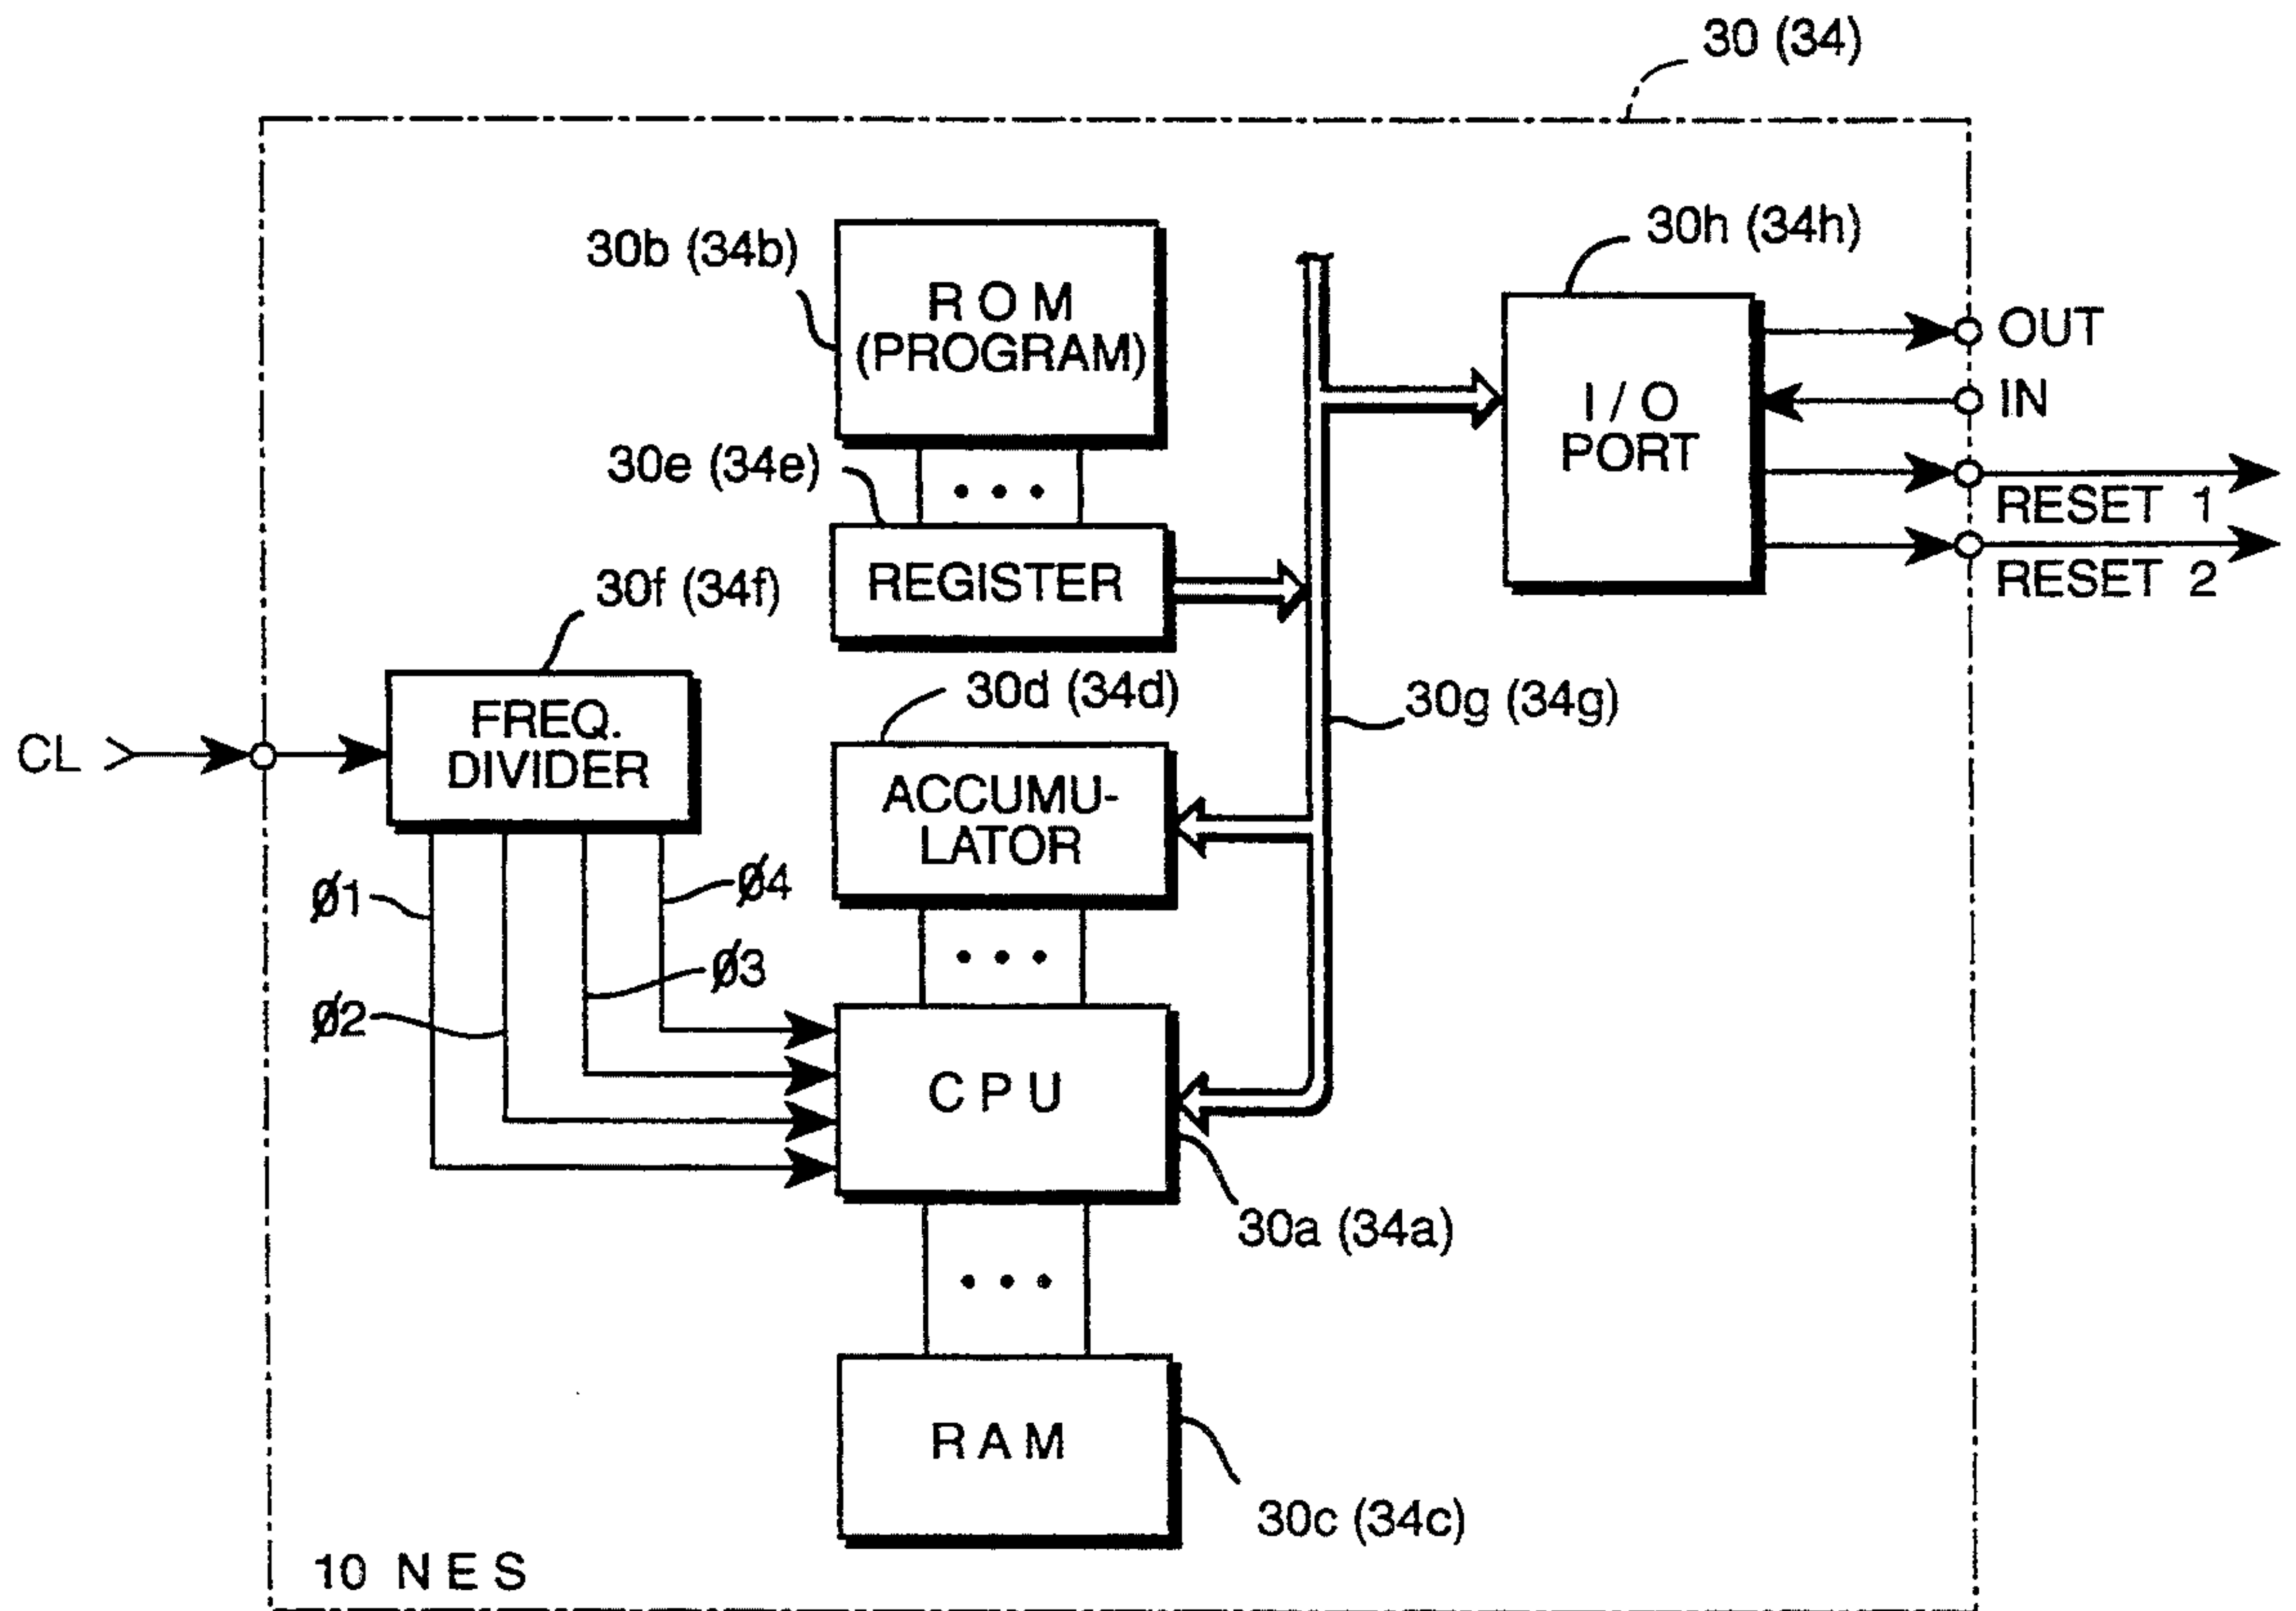 30 (34)
30b (34b)
R O M
(PROGRAM)
30h (34h)
OUT
I / O
PORT
IN
30e (34e)
RESET 1
REGISTER
RESET 2
30f (34f)
30d (34d)
30g (34g)
CL
FREQ.
DIVIDER
ACCUMU-
LATOR
ø1
ø4
ø3
ø2
C P U
30a (34a)
R A M
30c (34c)
10 N E S